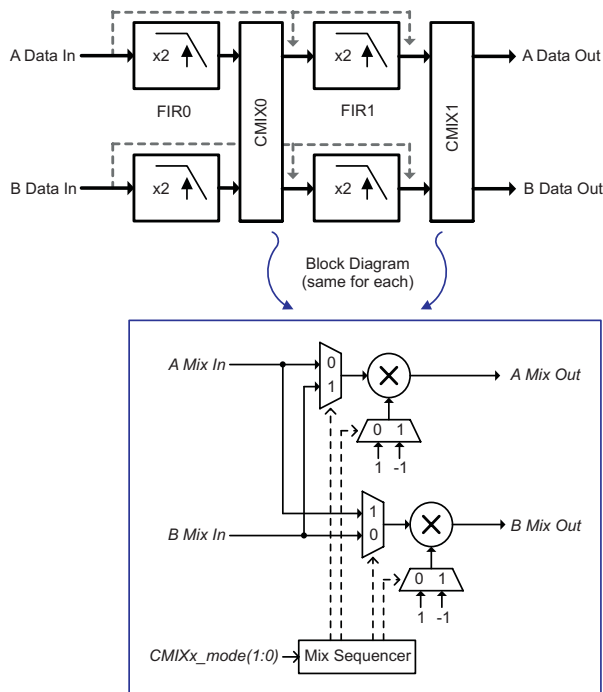 A Data In
x2
x2
A Data Out
FIR0
CMIX0
FIR1
CMIX1
B Data In
x2
x2
B Data Out
Block Diagram
(same for each)
A Mix In
0
1
A Mix Out
0 1
1 -1
B Mix In
1
0
B Mix Out
0 1
1 -1
CMIXx_mode(1:0)
Mix Sequencer